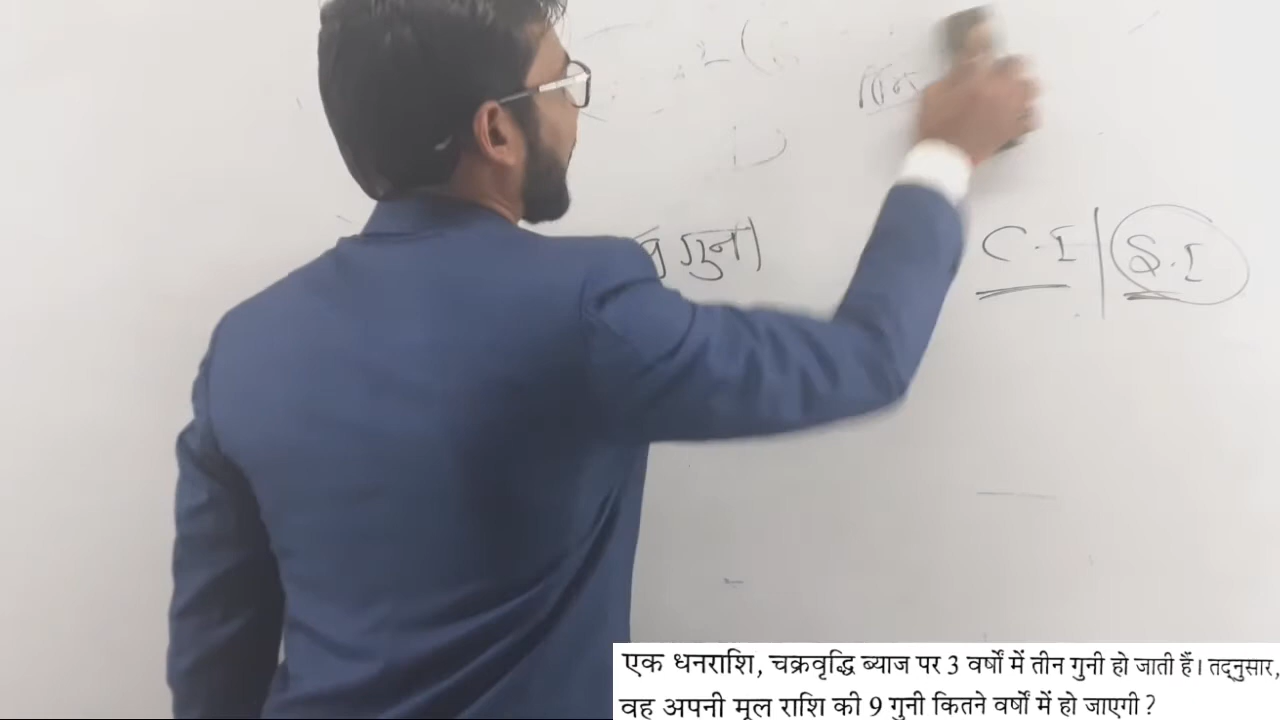 तिन
गुना
C.I | S.I
एक धनराशि, चक्रवृद्धि ब्याज पर 3 वर्षों में तीन गुनी हो जाती हैं। तद्नुसार,
वह अपनी मूल राशि की 9 गुनी कितने वर्षों में हो जाएगी ?